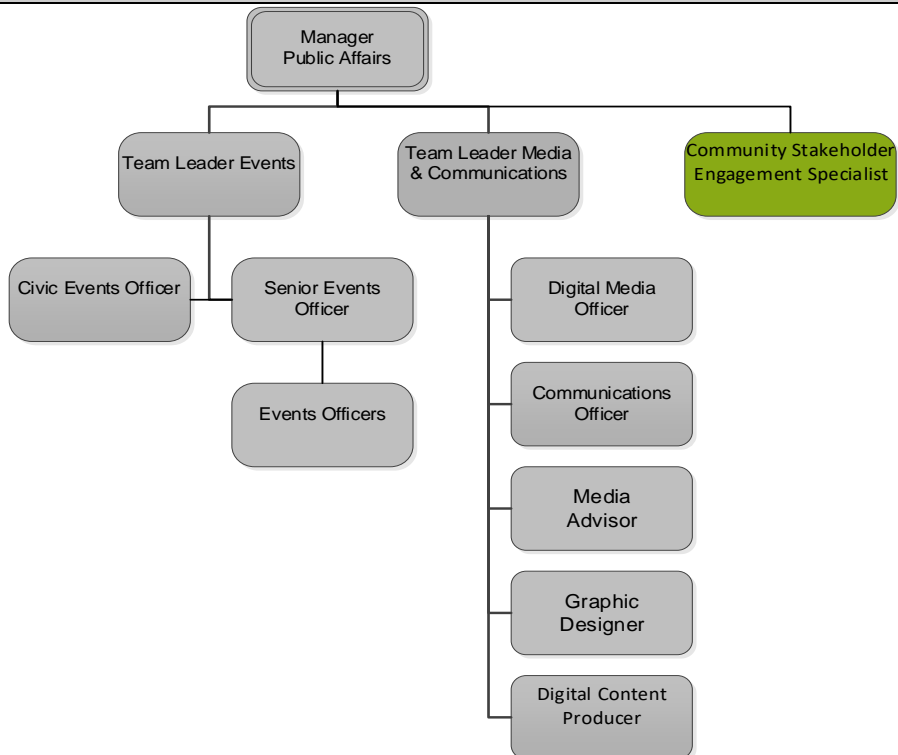 Manager
Public Affairs
Team Leader Events
Team Leader Media
& Communications
Community Stakeholder
Engagement Specialist
Civic Events Officer
Senior Events
Officer
Events Officers
Digital Media
Officer
Communications
Officer
Media
Advisor
Graphic
Designer
Digital Content
Producer